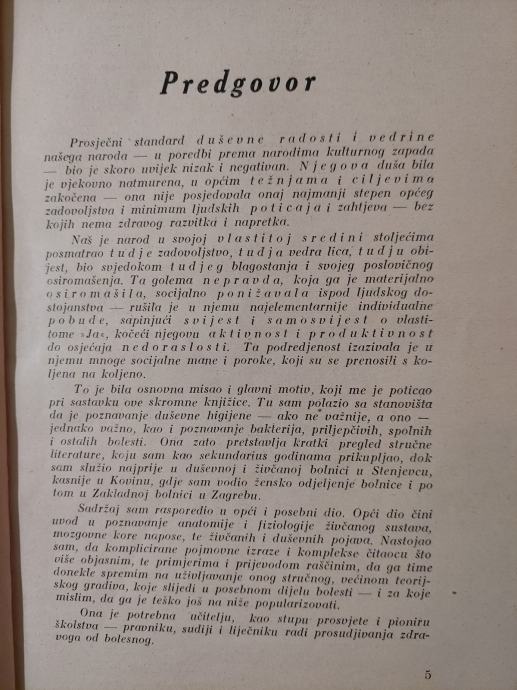 Predgovor
Prosječni standard duševne radosti i vedrine
našega naroda — u poredbi prema narodima kulturnog zapada
— bio je skoro uvijek nizak i negativan. Njegova duša bila
je vjekovno natmurena, u općim težnjama i ciljevima
zakočena — ona nije posjedovala onaj najmanji stepen općeg
zadovoljstva i minimum ljudskih poticaja i zahtjeva — bez
kojih nema zdravog razvitka i napretka.
Naš je narod u svojoj vlastitoj sredini stoljećima
posmatrao tudje zadovoljstvo, tudja vedra lica, tudju obi-
jest, bio svjedokom tudjeg blagostanja i svojeg poslovičnog
osiromašenja. Ta golema nepravda, koja ga je materijalno
osiromašila, socijalno ponižavala ispod ljudskog do-
stojanstva — rušila je u njemu najelementarnije individualne
pobude, sapinjući svijest i samosvijest o vlasti-
tome »Ja«, kočeći njegovu aktivnost i produktivnost
do osjećaja nedoraslosti. Ta podredjenost izazivala je u
njemu mnoge socijalne mane i poroke, koji su se prenosili s ko-
ljena na koljeno.
To je bila osnovna misao i glavni motiv, koji me je poticao
pri sastavku ove skromne knjižice. Tu sam polazio sa stanovišta
da je poznavanje duševne higijene — ako ne važnije, a ono —
jednako važno, kao i poznavanje bakterija, priljepčivih, spolnih
i ostalih bolesti. Ona zato pretstavlja kratki pregled stručne
literature, koju sam kao sekundarius godinama prikupljao, dok
sam služio najprije u duševnoj i živčanoj bolnici u Stenjevcu,
kasnije u Kovinu, gdje sam vodio žensko odjeljenje bolnice i po
tom u Zakladnoj bolnici u Zagrebu.
Sadržaj sam rasporedio u opći i posebni dio. Opći dio čini
uvod u poznavanje anatomije i fiziologije živčanog sustava,
mozgovne kore napose, te živčanih i duševnih pojava. Nastojao
sam, da komplicirane pojmovne izraze i komplekse čitaocu što
više objasnim, te primjerima i prijevodom raščinim, da ga time
donekle spremim na uživljavanje onog stručnog, većinom teorij-
skog gradiva, koje slijedi u posebnom dijelu bolesti — i za koje
mislim, da ga je teško još na niže popularizovati.
Ona je potrebna učitelju, kao stupu prosvjete i pioniru
školstva — pravniku, sudiji i liječniku radi prosudjivanja zdra-
voga od bolesnog.
5